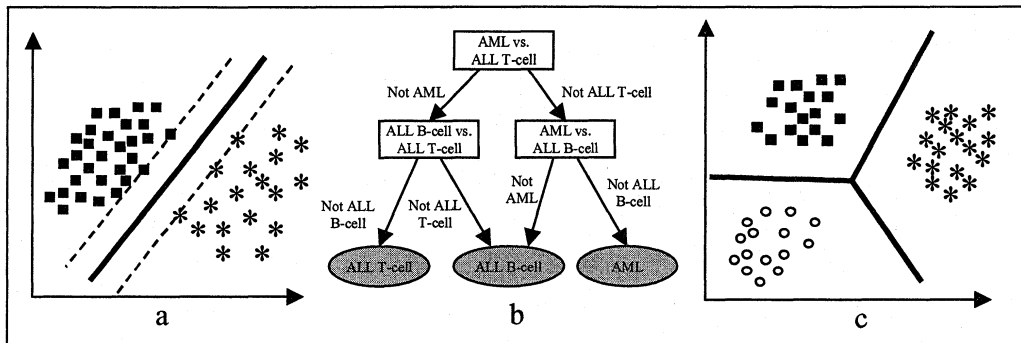 AML vs.
ALL T-cell
Not AML
Not ALL T-cell
ALL B-cell vs.
ALL T-cell
AML vs.
ALL B-cell
Not ALL
B-cell
Not ALL
T-cell
Not
AML
Not ALL
B-cell
ALL T-cell
ALL B-cell
AML
a
b
c